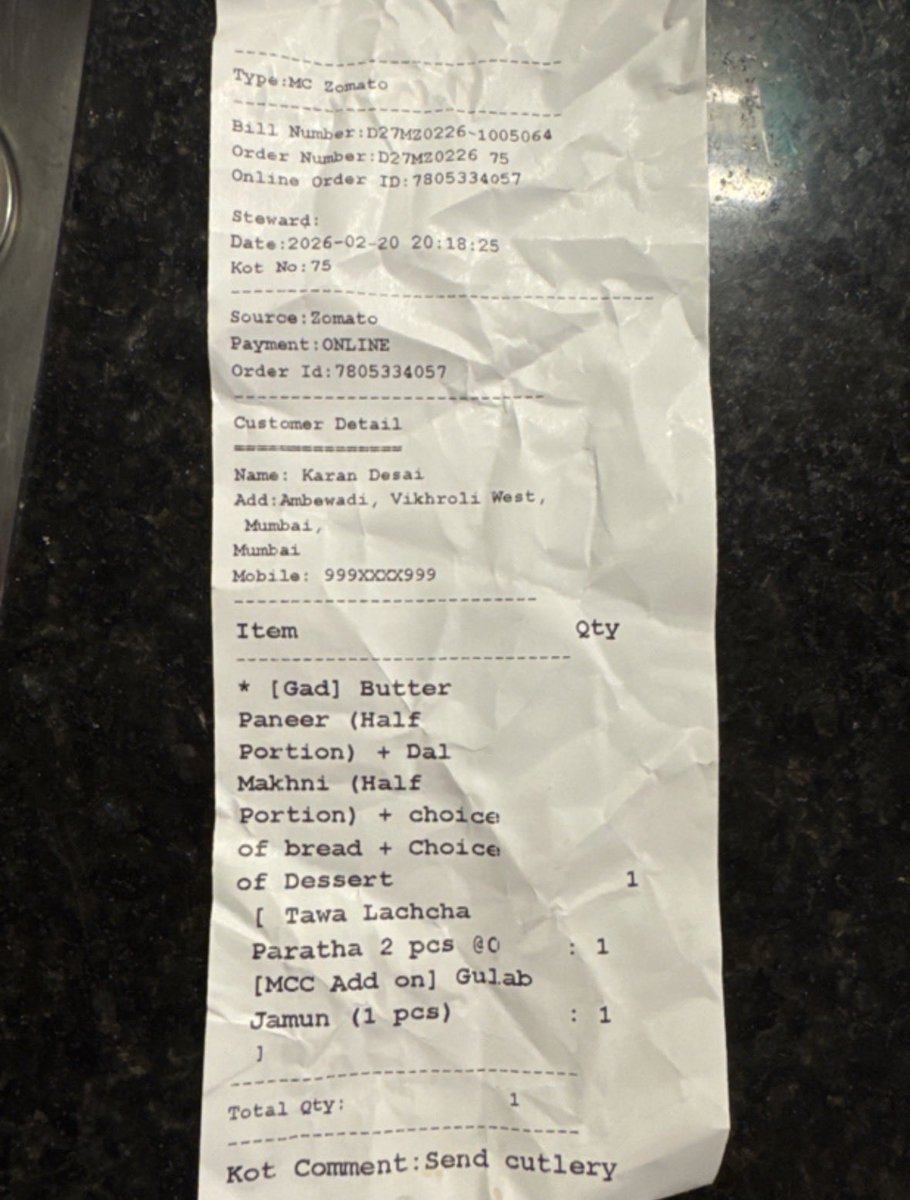 --------------------------------
Type:MC Zomato
--------------------------------
Bill Number:D27MZ0226-1005064
Order Number:D27MZ0226 75
Online Order ID:7805334057
Steward:
Date:2026-02-20 20:18:25
Kot No:75
------------------------------------------
Source:Zomato
Payment:ONLINE
Order Id:7805334057
------------------------------
Customer Detail
===============
Name: Karan Desai
Add:Ambewadi, Vikhroli West,
Mumbai,
Mumbai
Mobile: 999XXXX999
------------------------------
Item Qty
--------------------------------
* [Gad] Butter
Paneer (Half
Portion) + Dal
Makhni (Half
Portion) + choice
of bread + Choice
of Dessert 1
[ Tawa Lachcha
Paratha 2 pcs @0 : 1
[MCC Add on] Gulab
Jamun (1 pcs) : 1
]
----------------------------------
Total Qty: 1
----------------------------------
Kot Comment:Send cutlery